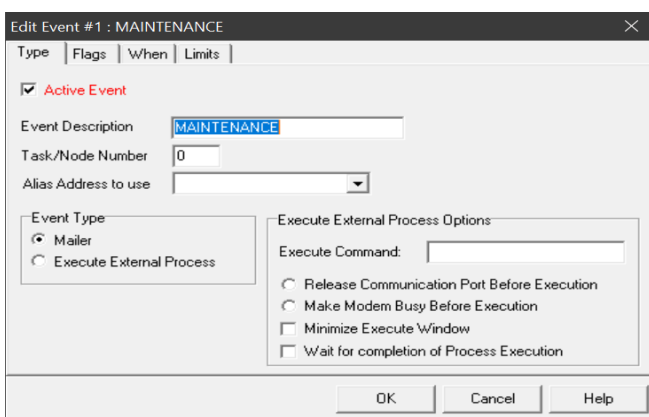 Edit Event #1 : MAINTENANCE
Type Flags When Limits
Active Event
Event Description MAINTENANCE
Task/Node Number 0
Alias Address to use
Event Type
Mailer
Execute External Process
Execute External Process Options
Execute Command:
Release Communication Port Before Execution
Make Modem Busy Before Execution
Minimize Execute Window
Wait for completion of Process Execution
OK Cancel Help